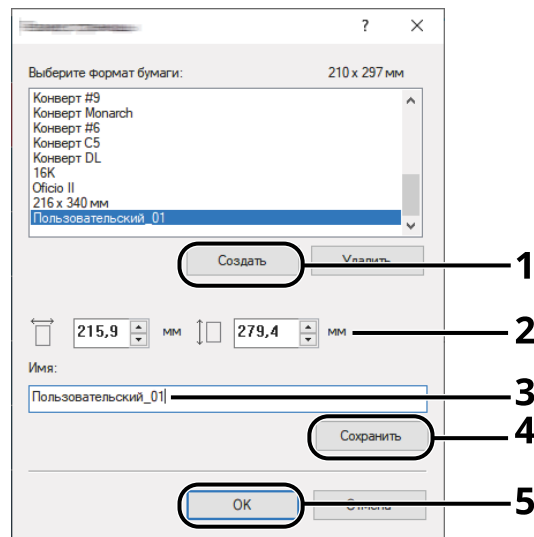 ?
Выберите формат бумаги: 210 x 297 мм
Конверт #9
Конверт Monarch
Конверт #6
Конверт C5
Конверт DL
16K
Oficio II
216 x 340 мм
Пользовательский_01
Создать Удалить 1
215,9 мм 279,4 мм 2
Имя:
Пользовательский_01 3
Сохранить 4
OK Отмена 5